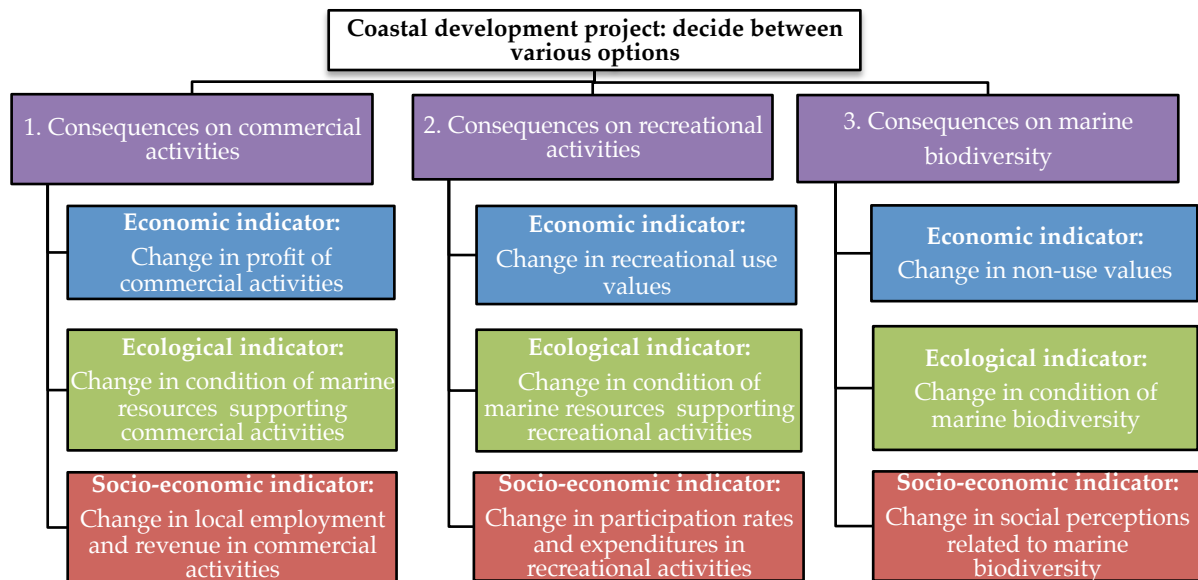 Coastal development project: decide between
various options
1. Consequences on commercial
activities
2. Consequences on recreational
activities
3. Consequences on marine
biodiversity
Economic indicator:
Change in profit of
commercial activities
Economic indicator:
Change in recreational use
values
Economic indicator:
Change in non-use values
Ecological indicator:
Change in condition of marine
resources supporting
commercial activities
Ecological indicator:
Change in condition of
marine resources supporting
recreational activities
Ecological indicator:
Change in condition of
marine biodiversity
Socio-economic indicator:
Change in local employment
and revenue in commercial
activities
Socio-economic indicator:
Change in participation rates
and expenditures in
recreational activities
Socio-economic indicator:
Change in social perceptions
related to marine
biodiversity